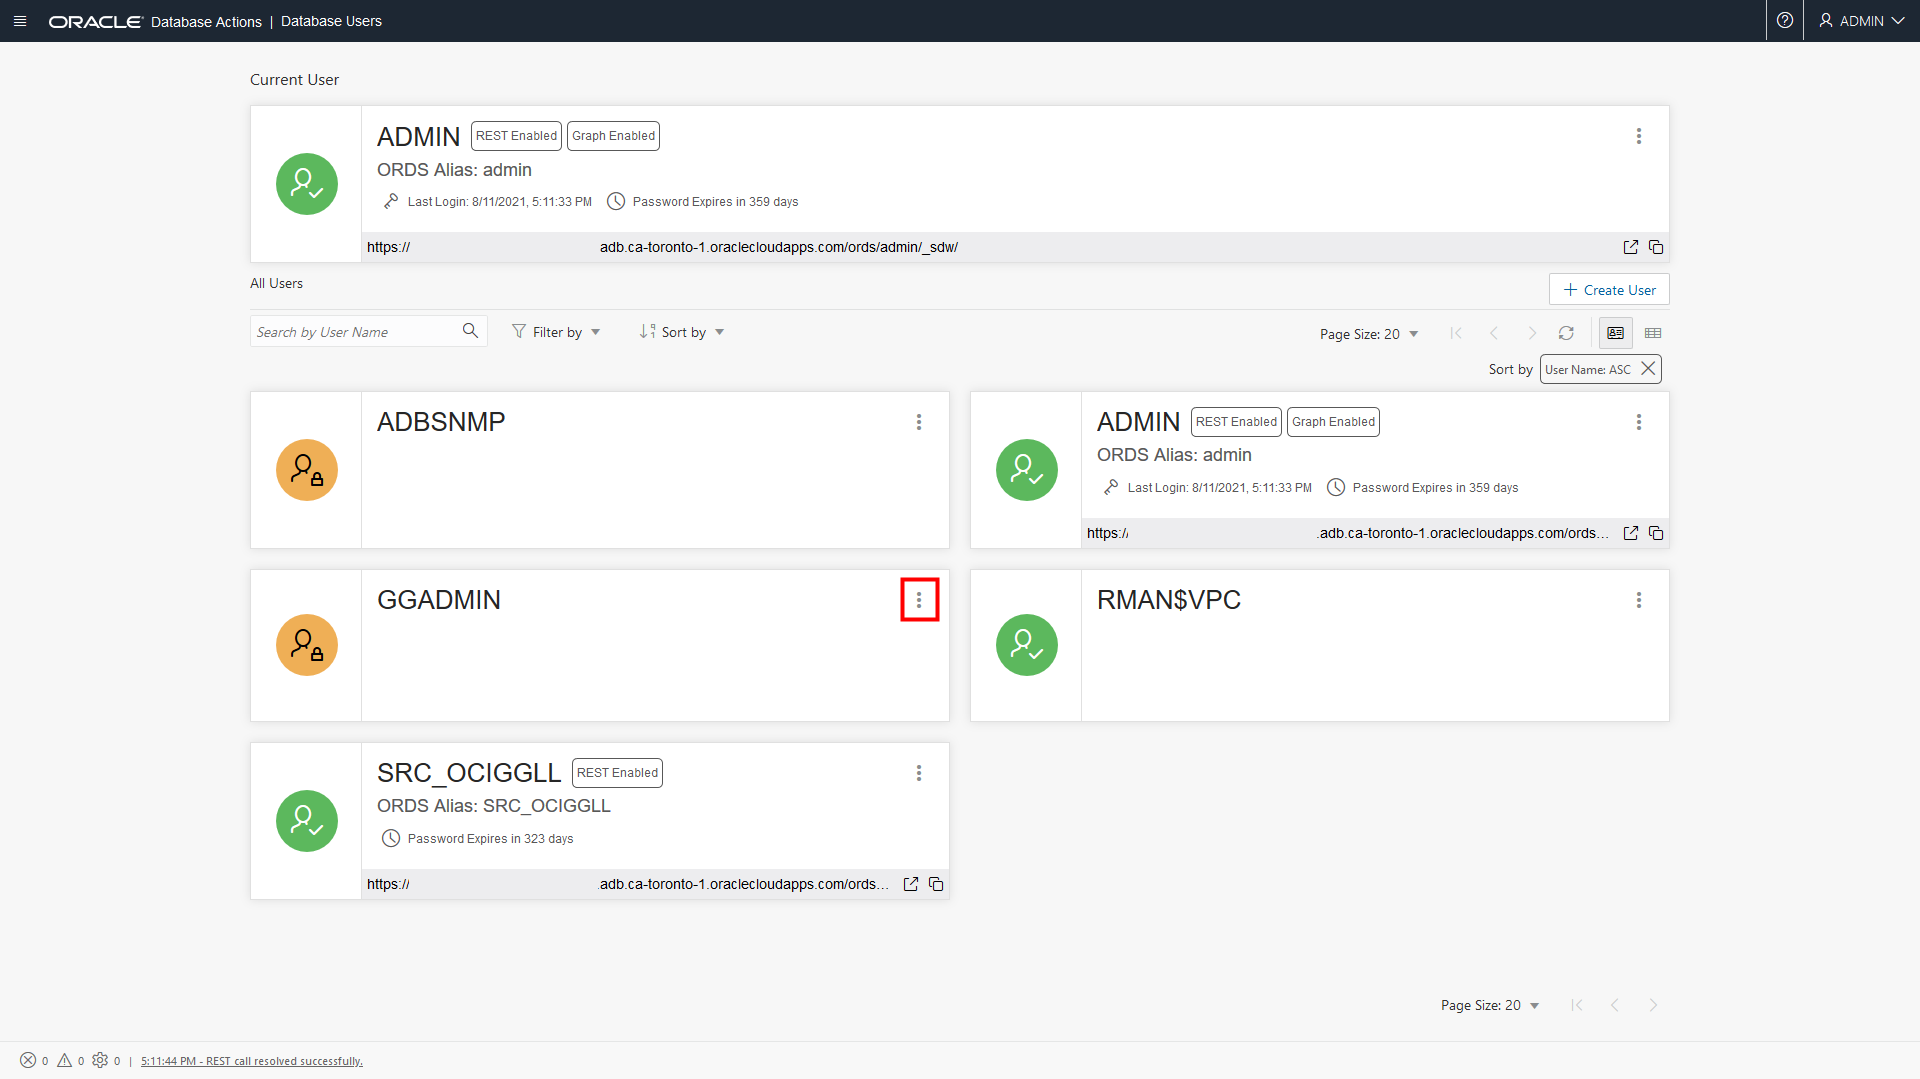 ORACLE Database Actions | Database Users
ADMIN
Current User
ADMIN REST Enabled Graph Enabled
ORDS Alias: admin
Last Login: 8/11/2021, 5:11:33 PM Password Expires in 359 days
https:// adb.ca-toronto-1.oraclecloudapps.com/ords/admin/_sdw/
All Users
+ Create User
Search by User Name Filter by Sort by Page Size: 20
Sort by User Name: ASC
ADBSNMP
ADMIN REST Enabled Graph Enabled
ORDS Alias: admin
Last Login: 8/11/2021, 5:11:33 PM Password Expires in 359 days
https:// .adb.ca-toronto-1.oraclecloudapps.com/ords...
GGADMIN
RMAN$VPC
SRC_OCIGGLL REST Enabled
ORDS Alias: SRC_OCIGGLL
Password Expires in 323 days
https:// .adb.ca-toronto-1.oraclecloudapps.com/ords...
Page Size: 20
0 0 0 | 5:11:44 PM - REST call resolved successfully.